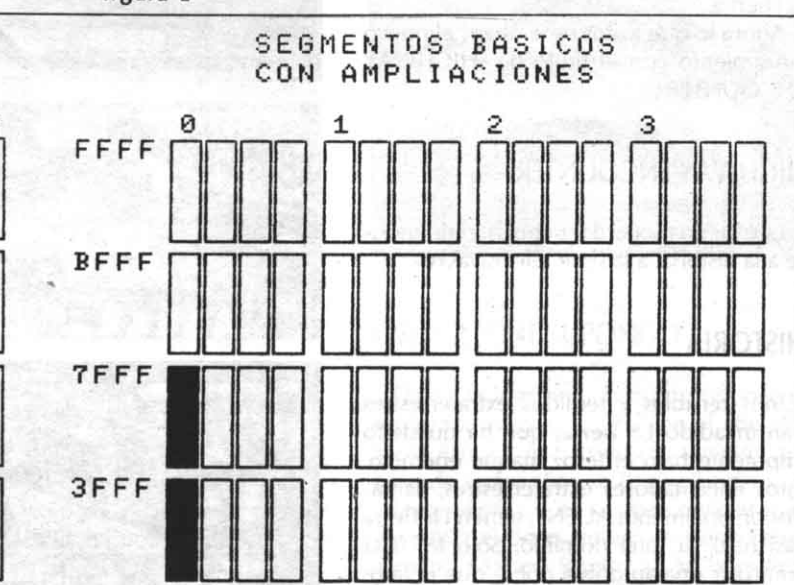 SEGMENTOS BASICOS
CON AMPLIACIONES
0 1 2 3
FFFF
BFFF
7FFF
3FFF